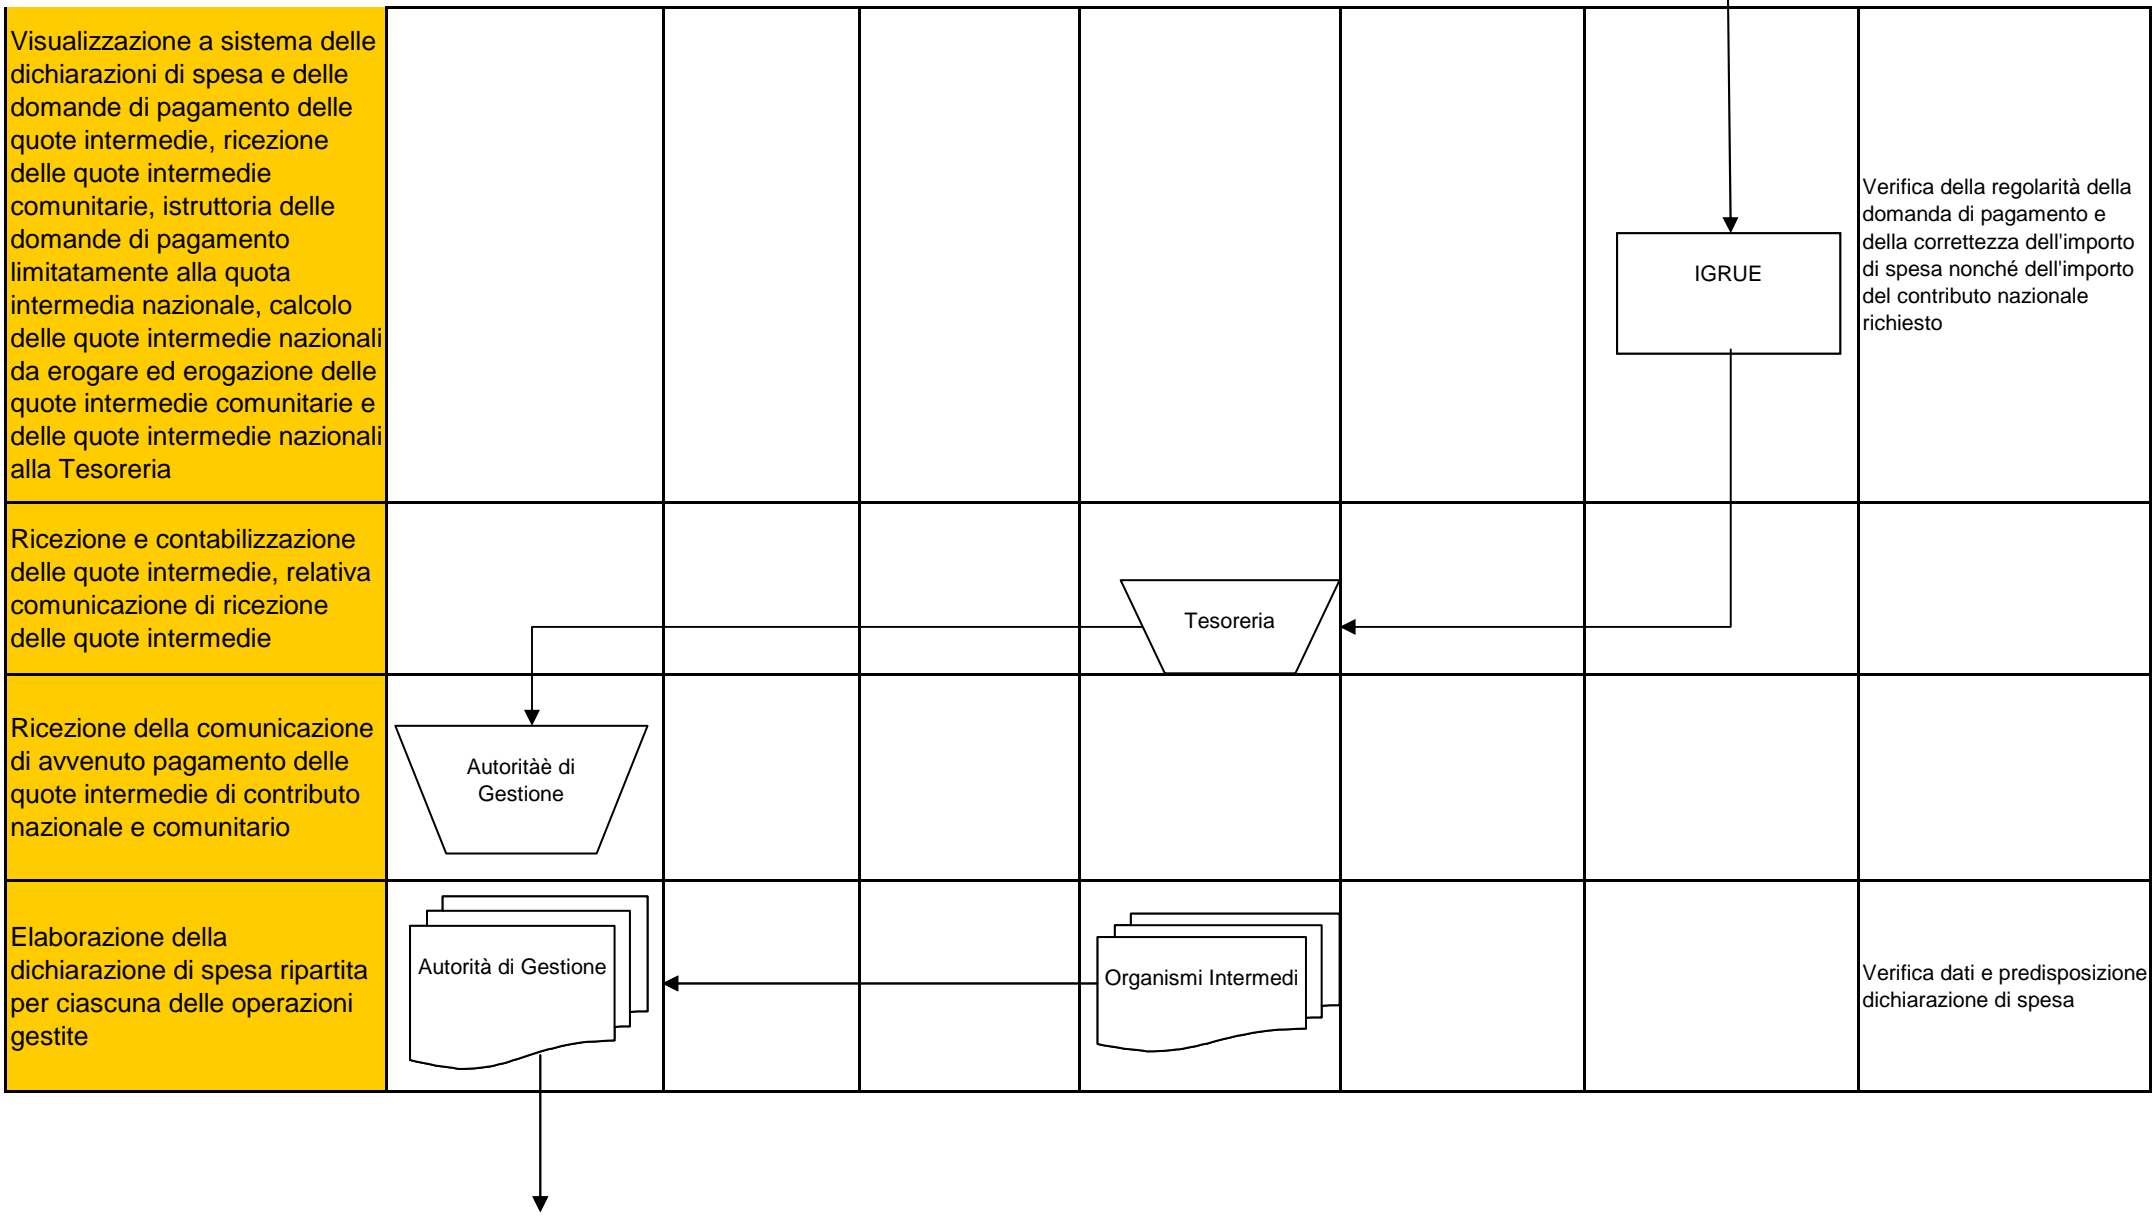 Visualizzazione a sistema delle
dichiarazioni di spesa e delle
domande di pagamento delle
quote intermedie, ricezione
delle quote intermedie
comunitarie, istruttoria delle
domande di pagamento
limitatamente alla quota
intermedia nazionale, calcolo
delle quote intermedie nazionali
da erogare ed erogazione delle
quote intermedie comunitarie e
delle quote intermedie nazionali
alla Tesoreria
IGRUE
Verifica della regolarità della
domanda di pagamento e
della correttezza dell'importo
di spesa nonché dell'importo
del contributo nazionale
richiesto
Ricezione e contabilizzazione
delle quote intermedie, relativa
comunicazione di ricezione
delle quote intermedie
Tesoreria
Ricezione della comunicazione
di avvenuto pagamento delle
quote intermedie di contributo
nazionale e comunitario
Autoritàè di
Gestione
Elaborazione della
dichiarazione di spesa ripartita
per ciascuna delle operazioni
gestite
Autorità di Gestione
Organismi Intermedi
Verifica dati e predisposizione
dichiarazione di spesa